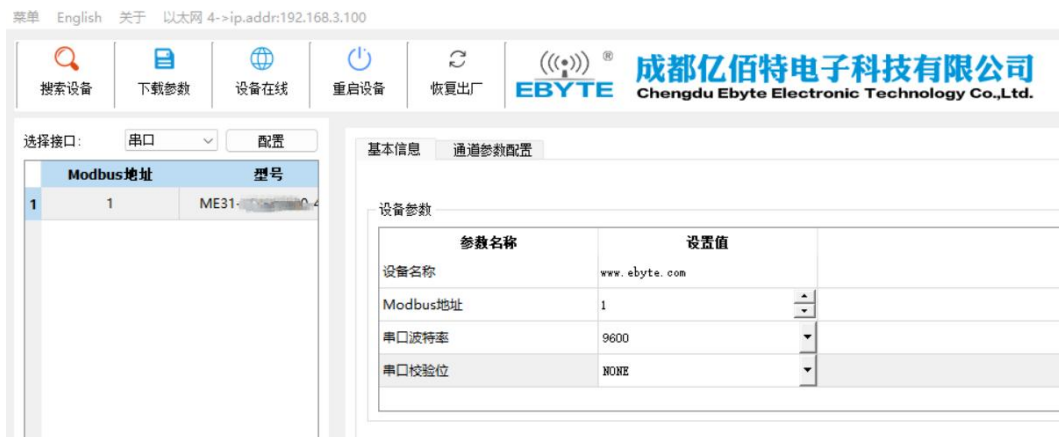 菜单 English 关于 以太网 4->ip.addr:192.168.3.100
搜索设备 下载参数 设备在线 重启设备 恢复出厂
EBYTE ®
成都亿佰特电子科技有限公司
Chengdu Ebyte Electronic Technology Co.,Ltd.
选择接口: 串口 配置
Modbus地址 型号
1 1 ME31-
基本信息 通道参数配置
设备参数
参数名称 设置值
设备名称 www.ebyte.com
Modbus地址 1
串口波特率 9600
串口校验位 NONE